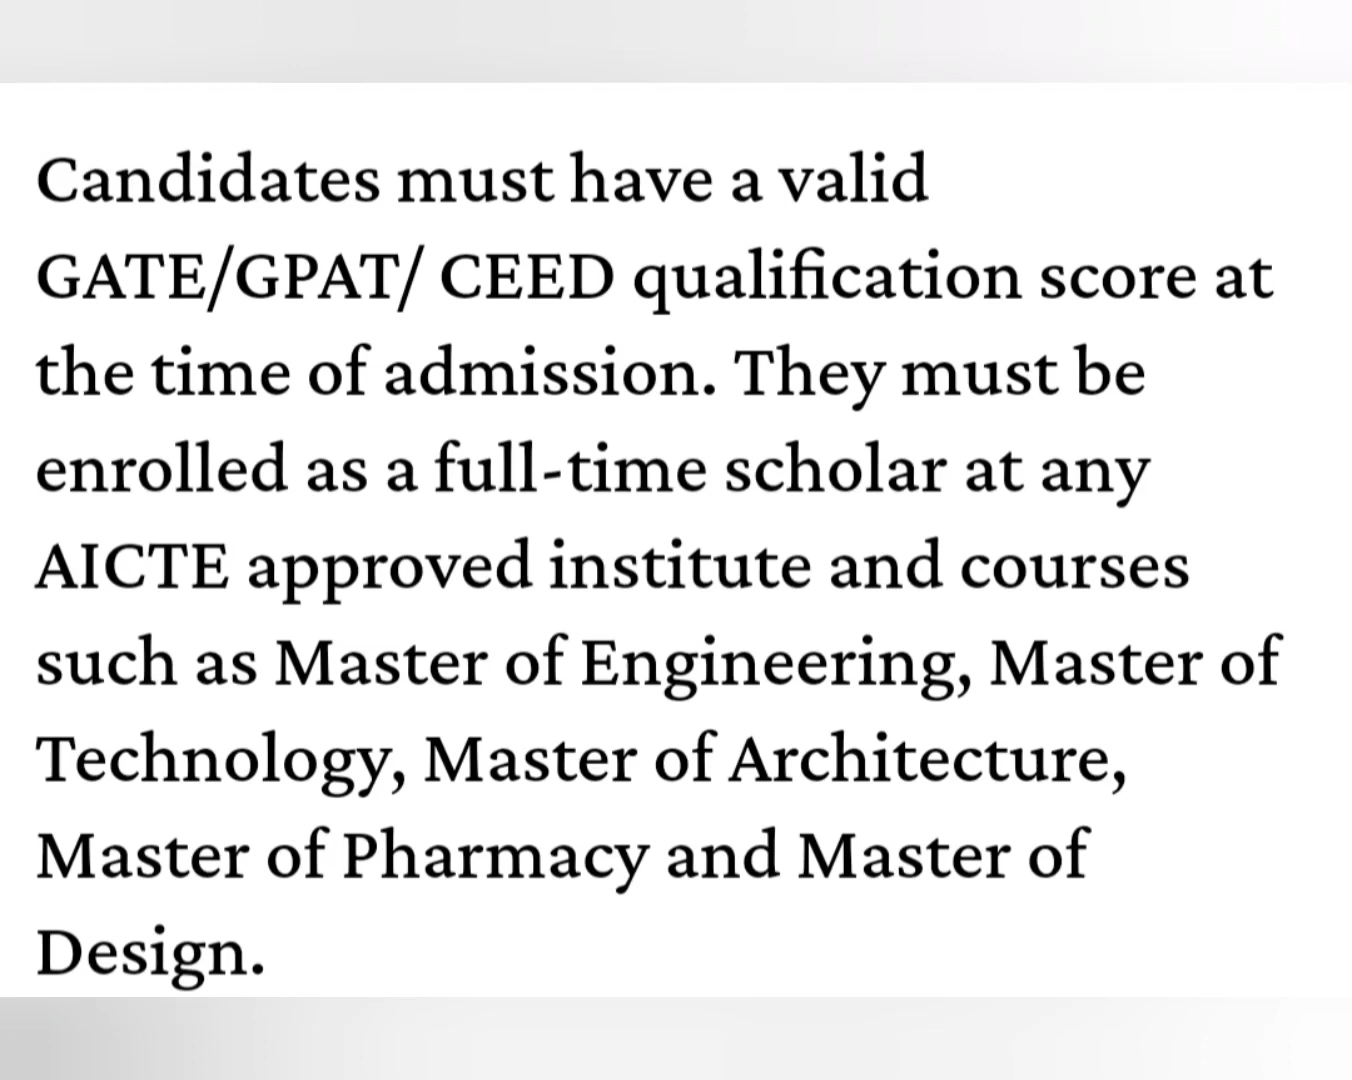 Candidates must have a valid
GATE/GPAT/ CEED qualification score at
the time of admission. They must be
enrolled as a full-time scholar at any
AICTE approved institute and courses
such as Master of Engineering, Master of
Technology, Master of Architecture,
Master of Pharmacy and Master of
Design.